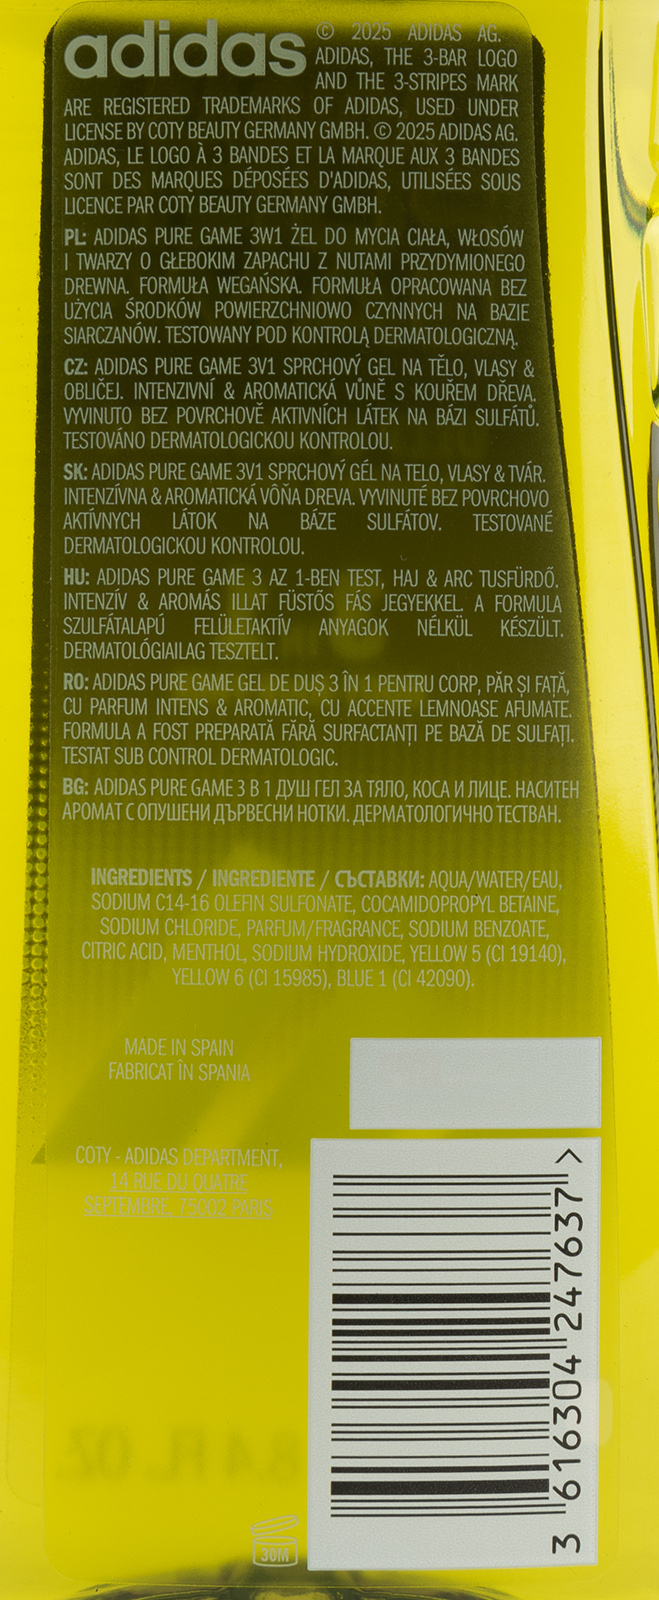 adidas © 2025 ADIDAS AG.
ADIDAS, THE 3-BAR LOGO
AND THE 3-STRIPES MARK
ARE REGISTERED TRADEMARKS OF ADIDAS, USED UNDER
LICENSE BY COTY BEAUTY GERMANY GMBH. © 2025 ADIDAS AG.
ADIDAS, LE LOGO À 3 BANDES ET LA MARQUE AUX 3 BANDES
SONT DES MARQUES DÉPOSÉES D'ADIDAS, UTILISÉES SOUS
LICENCE PAR COTY BEAUTY GERMANY GMBH.
PL: ADIDAS PURE GAME 3W1 ŻEL DO MYCIA CIAŁA, WŁOSÓW
I TWARZY O GŁEBOKIM ZAPACHU Z NUTAMI PRZYDYMIONEGO
DREWNA. FORMUŁA WEGAŃSKA. FORMUŁA OPRACOWANA BEZ
UŻYCIA ŚRODKÓW POWIERZCHNIOWO CZYNNYCH NA BAZIE
SIARCZANÓW. TESTOWANY POD KONTROLĄ DERMATOLOGICZNĄ.
CZ: ADIDAS PURE GAME 3V1 SPRCHOVÝ GEL NA TĚLO, VLASY &
OBLIČEJ. INTENZIVNÍ & AROMATICKÁ VŮNĚ S KOUŘEM DŘEVA.
VYVINUTO BEZ POVRCHOVĚ AKTIVNÍCH LÁTEK NA BÁZI SULFÁTŮ.
TESTOVÁNO DERMATOLOGICKOU KONTROLOU.
SK: ADIDAS PURE GAME 3V1 SPRCHOVÝ GÉL NA TELO, VLASY & TVÁR.
INTENZÍVNA & AROMATICKÁ VÔŇA DREVA. VYVINUTÉ BEZ POVRCHOVO
AKTÍVNYCH LÁTOK NA BÁZE SULFÁTOV. TESTOVANÉ
DERMATOLOGICKOU KONTROLOU.
HU: ADIDAS PURE GAME 3 AZ 1-BEN TEST, HAJ & ARC TUSFÜRDŐ.
INTENZÍV & AROMÁS ILLAT FÜSTÖS FÁS JEGYEKKEL. A FORMULA
SZULFÁTALAPÚ FELÜLETAKTÍV ANYAGOK NÉLKÜL KÉSZÜLT.
DERMATOLÓGIAILAG TESZTELT.
RO: ADIDAS PURE GAME GEL DE DUȘ 3 ÎN 1 PENTRU CORP, PĂR ȘI FAȚĂ,
CU PARFUM INTENS & AROMATIC, CU ACCENTE LEMNOASE AFUMATE.
FORMULA A FOST PREPARATĂ FĂRĂ SURFACTANȚI PE BAZĂ DE SULFAȚI.
TESTAT SUB CONTROL DERMATOLOGIC.
BG: ADIDAS PURE GAME 3 В 1 ДУШ ГЕЛ ЗА ТЯЛО, КОСА И ЛИЦЕ. НАСИТЕН
АРОМАТ С ОПУШЕНИ ДЪРВЕСНИ НОТКИ. ДЕРМАТОЛОГИЧНО ТЕСТВАН.
INGREDIENTS / INGREDIENTE / СЪСТАВКИ: AQUA/WATER/EAU,
SODIUM C14-16 OLEFIN SULFONATE, COCAMIDOPROPYL BETAINE,
SODIUM CHLORIDE, PARFUM/FRAGRANCE, SODIUM BENZOATE,
CITRIC ACID, MENTHOL, SODIUM HYDROXIDE, YELLOW 5 (CI 19140),
YELLOW 6 (CI 15985), BLUE 1 (CI 42090).
MADE IN SPAIN
FABRICAT ÎN SPANIA
COTY - ADIDAS DEPARTMENT,
14 RUE DU QUATRE
SEPTEMBRE, 75002 PARIS
3 616304 247637 >
30M
8.4 FL. OZ.